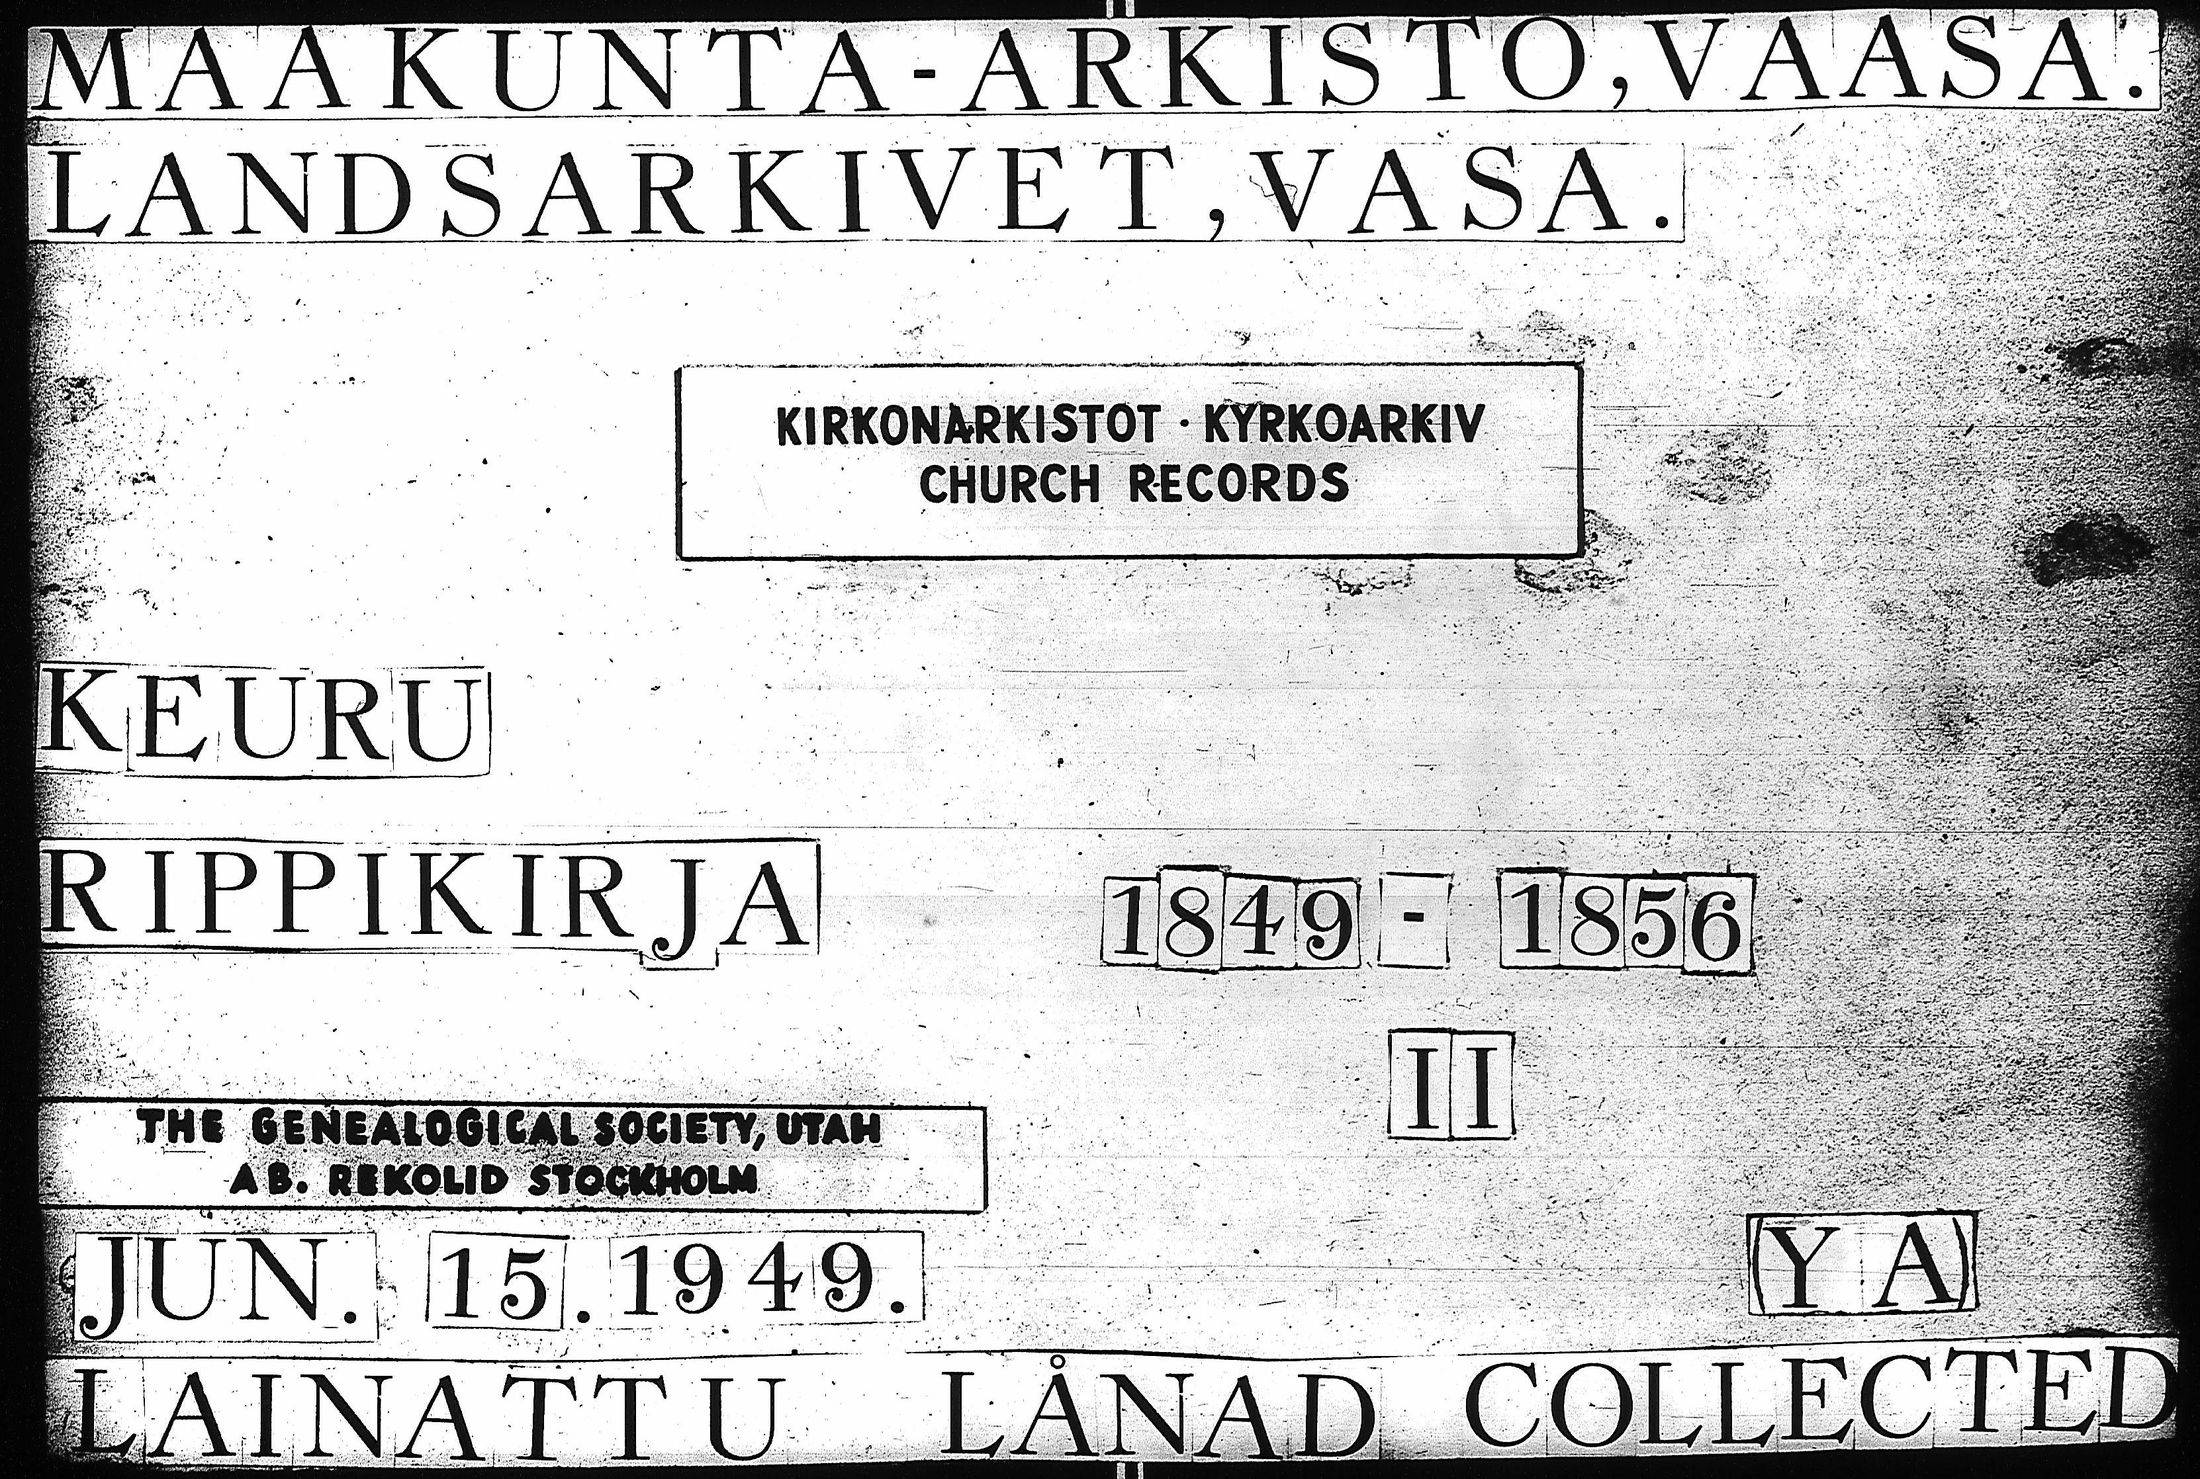 MAAKUNTA-ARKISTO, VAASA.
LANDSARKIVET, VASA.
KIRKONARKISTOT · KYRKOARKIV
CHURCH RECORDS
KEURU
RIPPIKIRJA 1849 - 1856
II
THE GENEALOGICAL SOCIETY, UTAH
AB. REKOLID STOCKHOLM
JUN. 15. 1949.
(YA)
LAINATTU LÅNAD COLLECTED